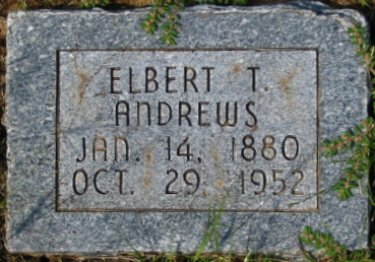 ELBERT T.
ANDREWS
JAN. 14, 1880
OCT. 29, 1952